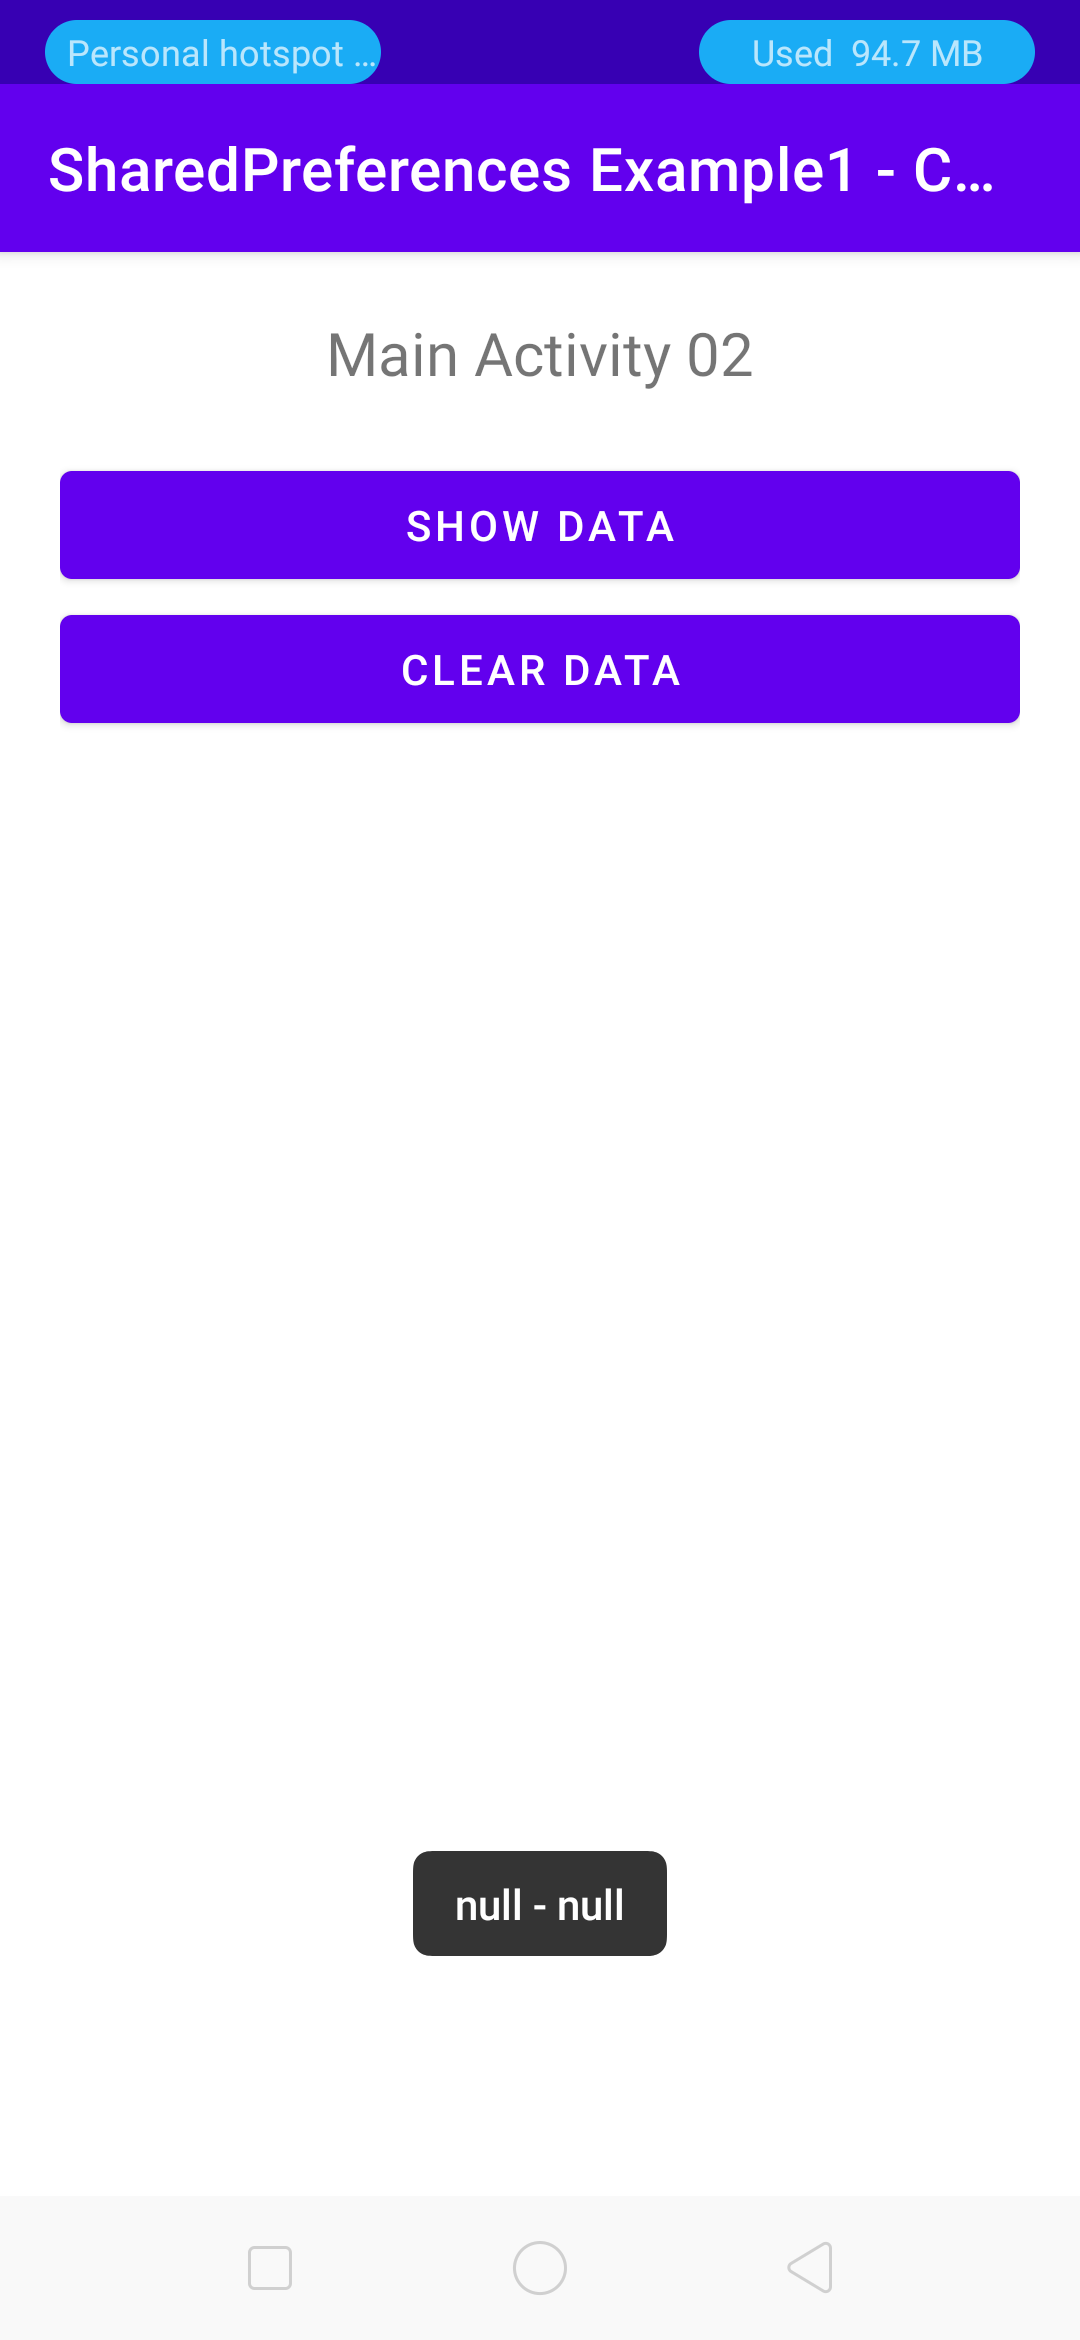 Personal hotspot ...
Used 94.7 MB
SharedPreferences Example1 - C...
Main Activity 02
SHOW DATA
CLEAR DATA
null - null